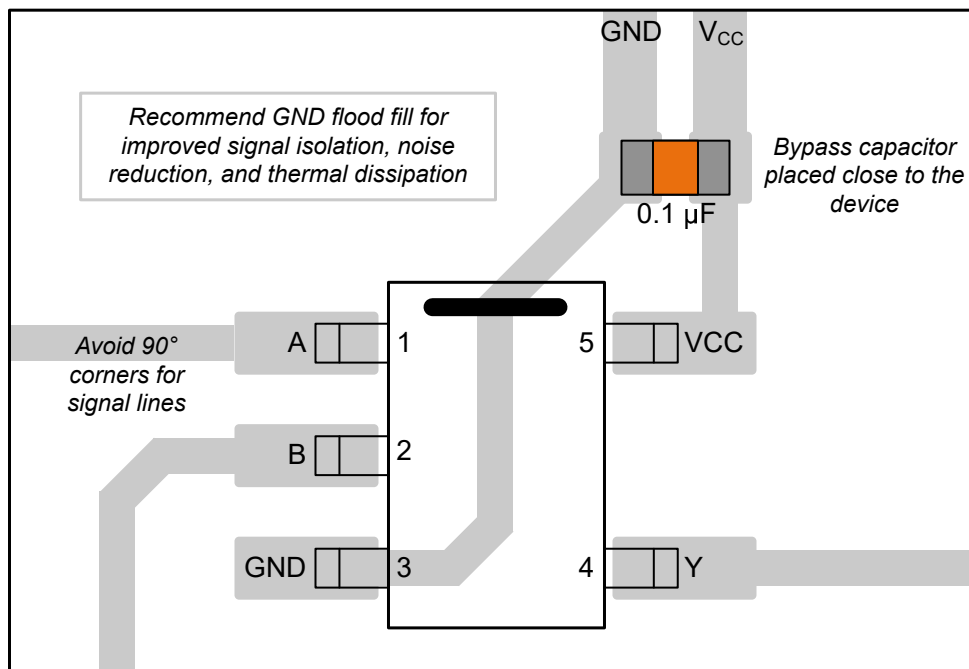 GND
VCC
Recommend GND flood fill for
improved signal isolation, noise
reduction, and thermal dissipation
Bypass capacitor
placed close to the
device
0.1 µF
A
1
5
VCC
Avoid 90°
corners for
signal lines
B
2
GND
3
4
Y